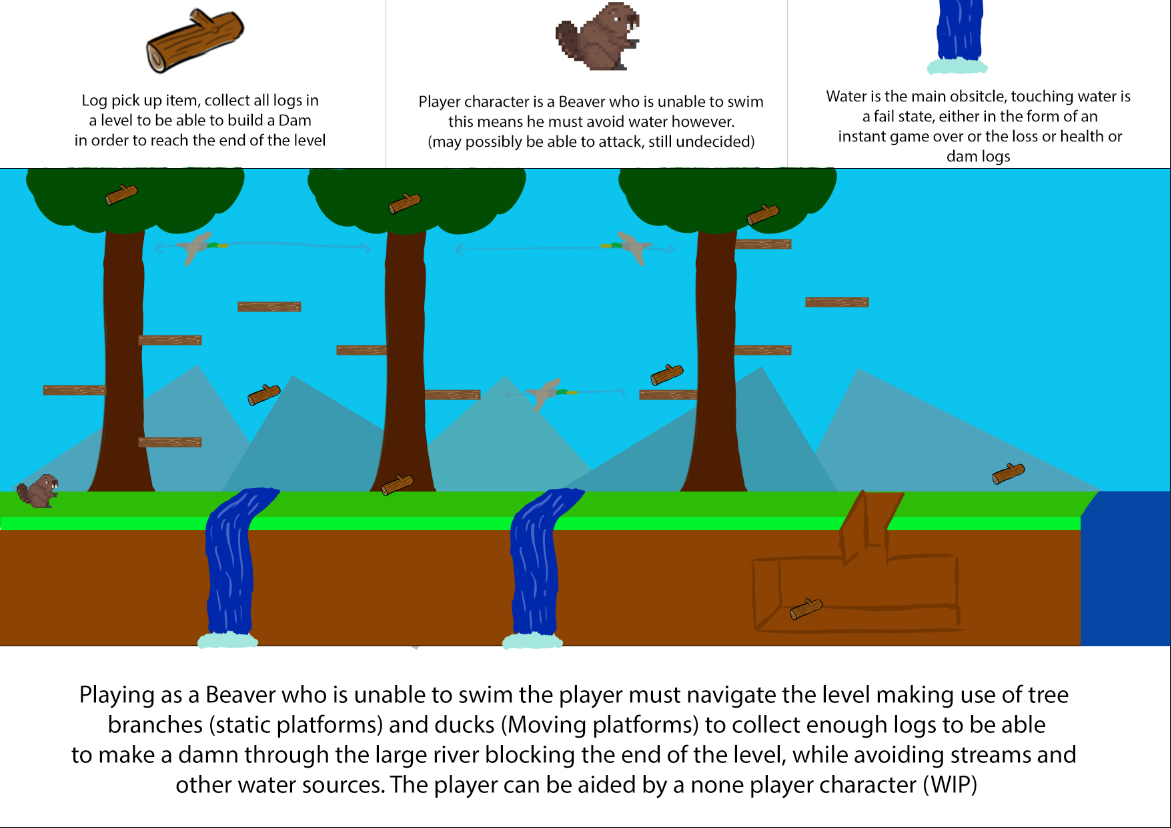 Log pick up item, collect all logs in
a level to be able to build a Dam
in order to reach the end of the level
Player character is a Beaver who is unable to swim
this means he must avoid water however.
(may possibly be able to attack, still undecided)
Water is the main obsitcle, touching water is
a fail state, either in the form of an
instant game over or the loss or health or
dam logs
Playing as a Beaver who is unable to swim the player must navigate the level making use of tree
branches (static platforms) and ducks (Moving platforms) to collect enough logs to be able
to make a damn through the large river blocking the end of the level, while avoiding streams and
other water sources. The player can be aided by a none player character (WIP)